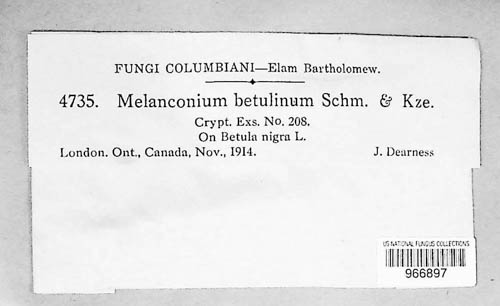 FUNGI COLUMBIANI—Elam Bartholomew.
4735. Melanconium betulinum Schm. & Kze.
Crypt. Exs. No. 208.
On Betula nigra L.
London. Ont., Canada, Nov., 1914. J. Dearness
US NATIONAL FUNGUS COLLECTIONS
966897